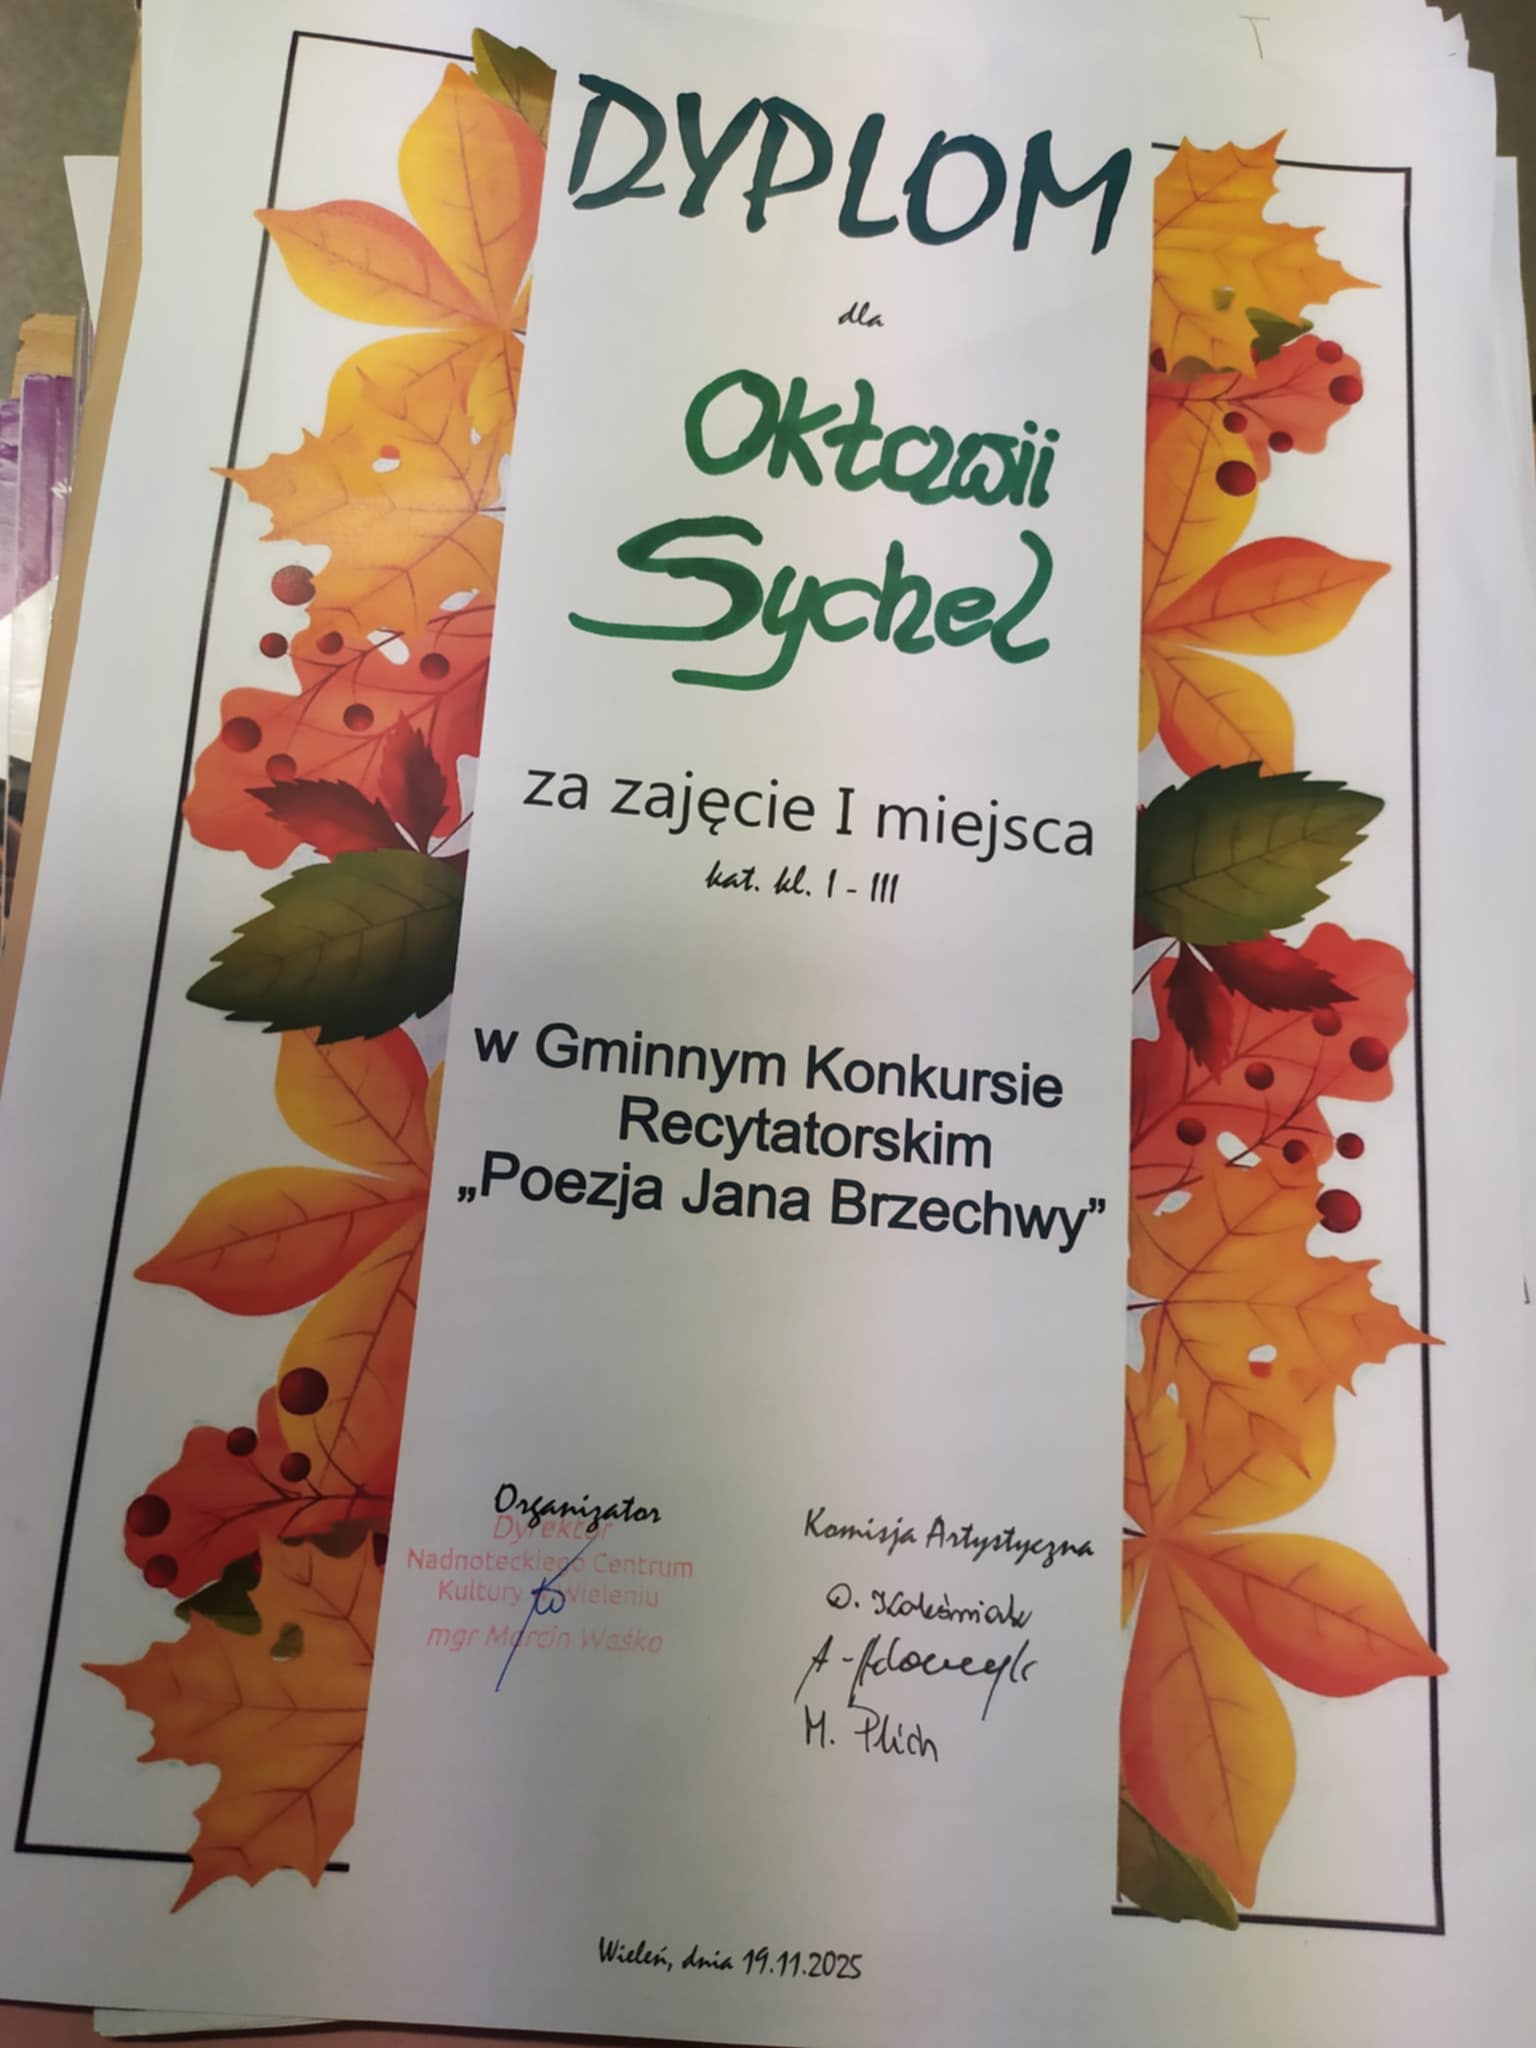 DYPLOM
dla
Oktawii
Sychel
za zajęcie I miejsca
kat. kl. I - III
w Gminnym Konkursie
Recytatorskim
„Poezja Jana Brzechwy”
Organizator
Dyrektor
Nadnoteckiego Centrum
Kultury w Wieleniu
mgr Marcin Waśko
Komisja Artystyczna
M. Plich
Wieleń, dnia 19.11.2025